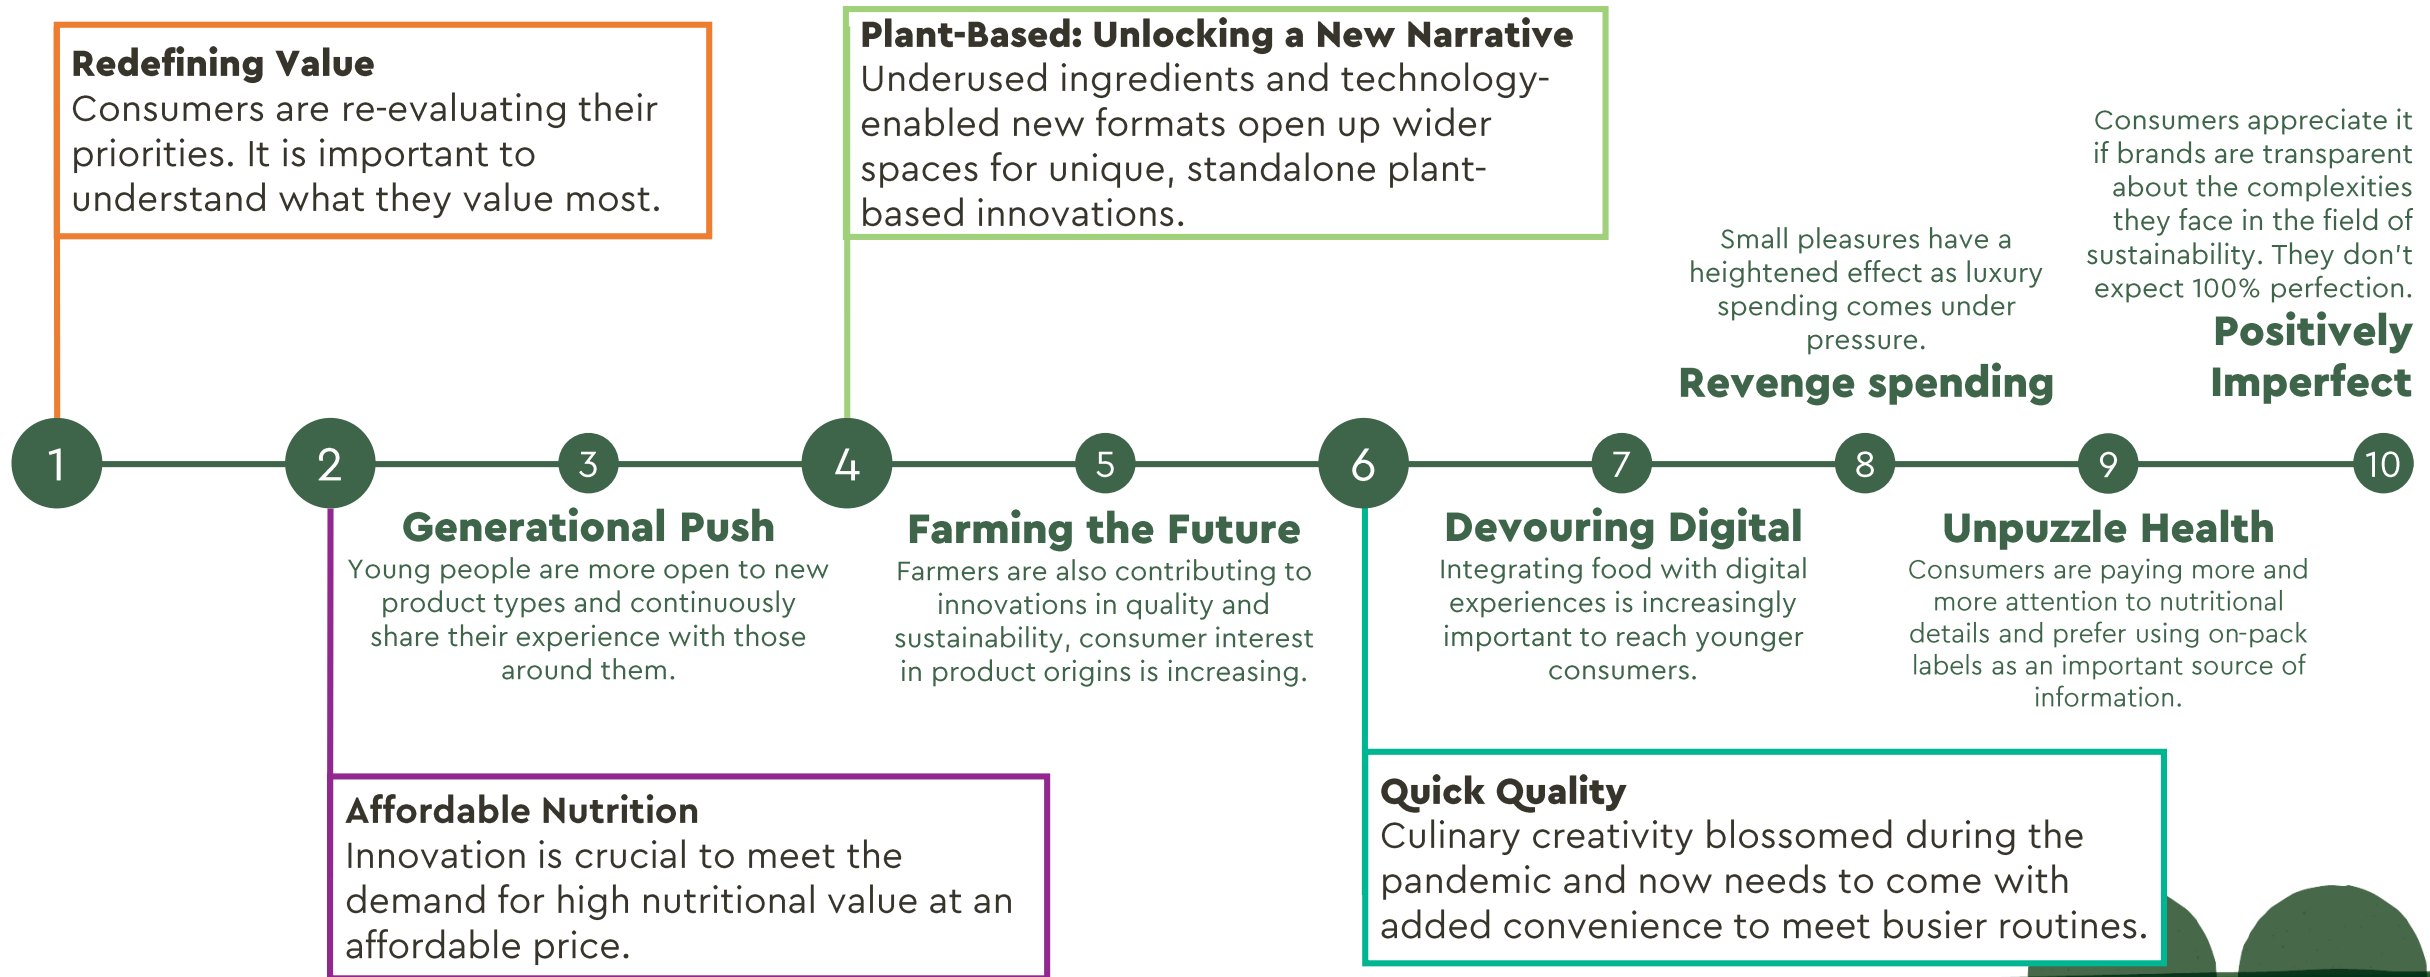 Redefining Value
Consumers are re-evaluating their
priorities. It is important to
understand what they value most.
Plant-Based: Unlocking a New Narrative
Underused ingredients and technology-
enabled new formats open up wider
spaces for unique, standalone plant-
based innovations.
Small pleasures have a
heightened effect as luxury
spending comes under
pressure.
Revenge spending
Consumers appreciate it
if brands are transparent
about the complexities
they face in the field of
sustainability. They don't
expect 100% perfection.
Positively
Imperfect
1
2
3
4
5
6
7
8
9
10
Generational Push
Young people are more open to new
product types and continuously
share their experience with those
around them.
Farming the Future
Farmers are also contributing to
innovations in quality and
sustainability, consumer interest
in product origins is increasing.
Devouring Digital
Integrating food with digital
experiences is increasingly
important to reach younger
consumers.
Unpuzzle Health
Consumers are paying more and
more attention to nutritional
details and prefer using on-pack
labels as an important source of
information.
Affordable Nutrition
Innovation is crucial to meet the
demand for high nutritional value at an
affordable price.
Quick Quality
Culinary creativity blossomed during the
pandemic and now needs to come with
added convenience to meet busier routines.